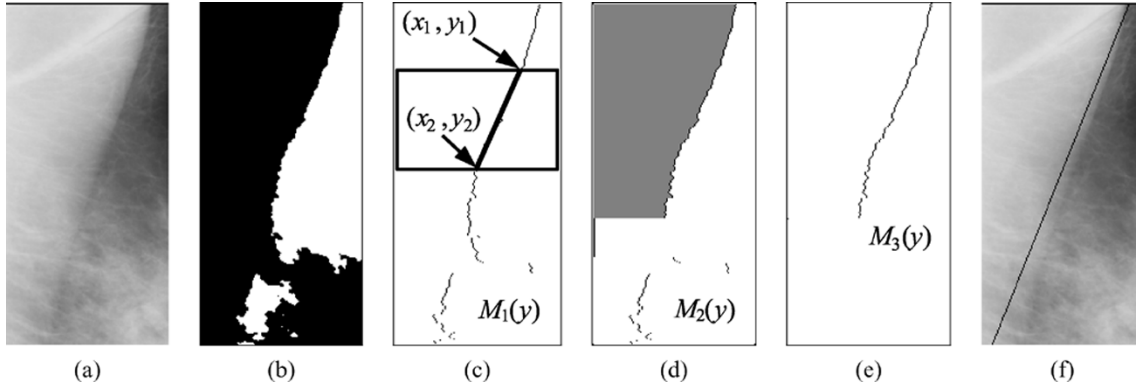 (x₁, y₁)
(x₂, y₂)
M₁(y)
M₂(y)
M₃(y)
(a)
(b)
(c)
(d)
(e)
(f)